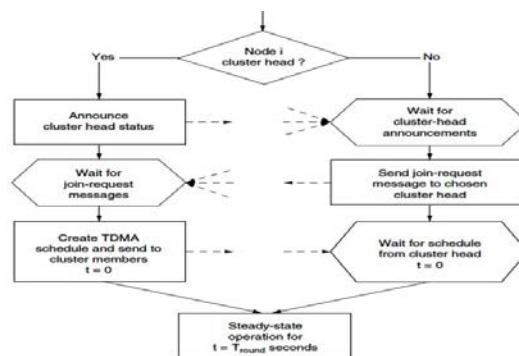 Node i
cluster head ?
Yes
No
Announce
cluster head status
Wait for
cluster-head
announcements
Wait for
join-request
messages
Send join-request
message to chosen
cluster head
Create TDMA
schedule and send to
cluster members
t = 0
Wait for schedule
from cluster head
t = 0
Steady-state
operation for
t = Tround seconds